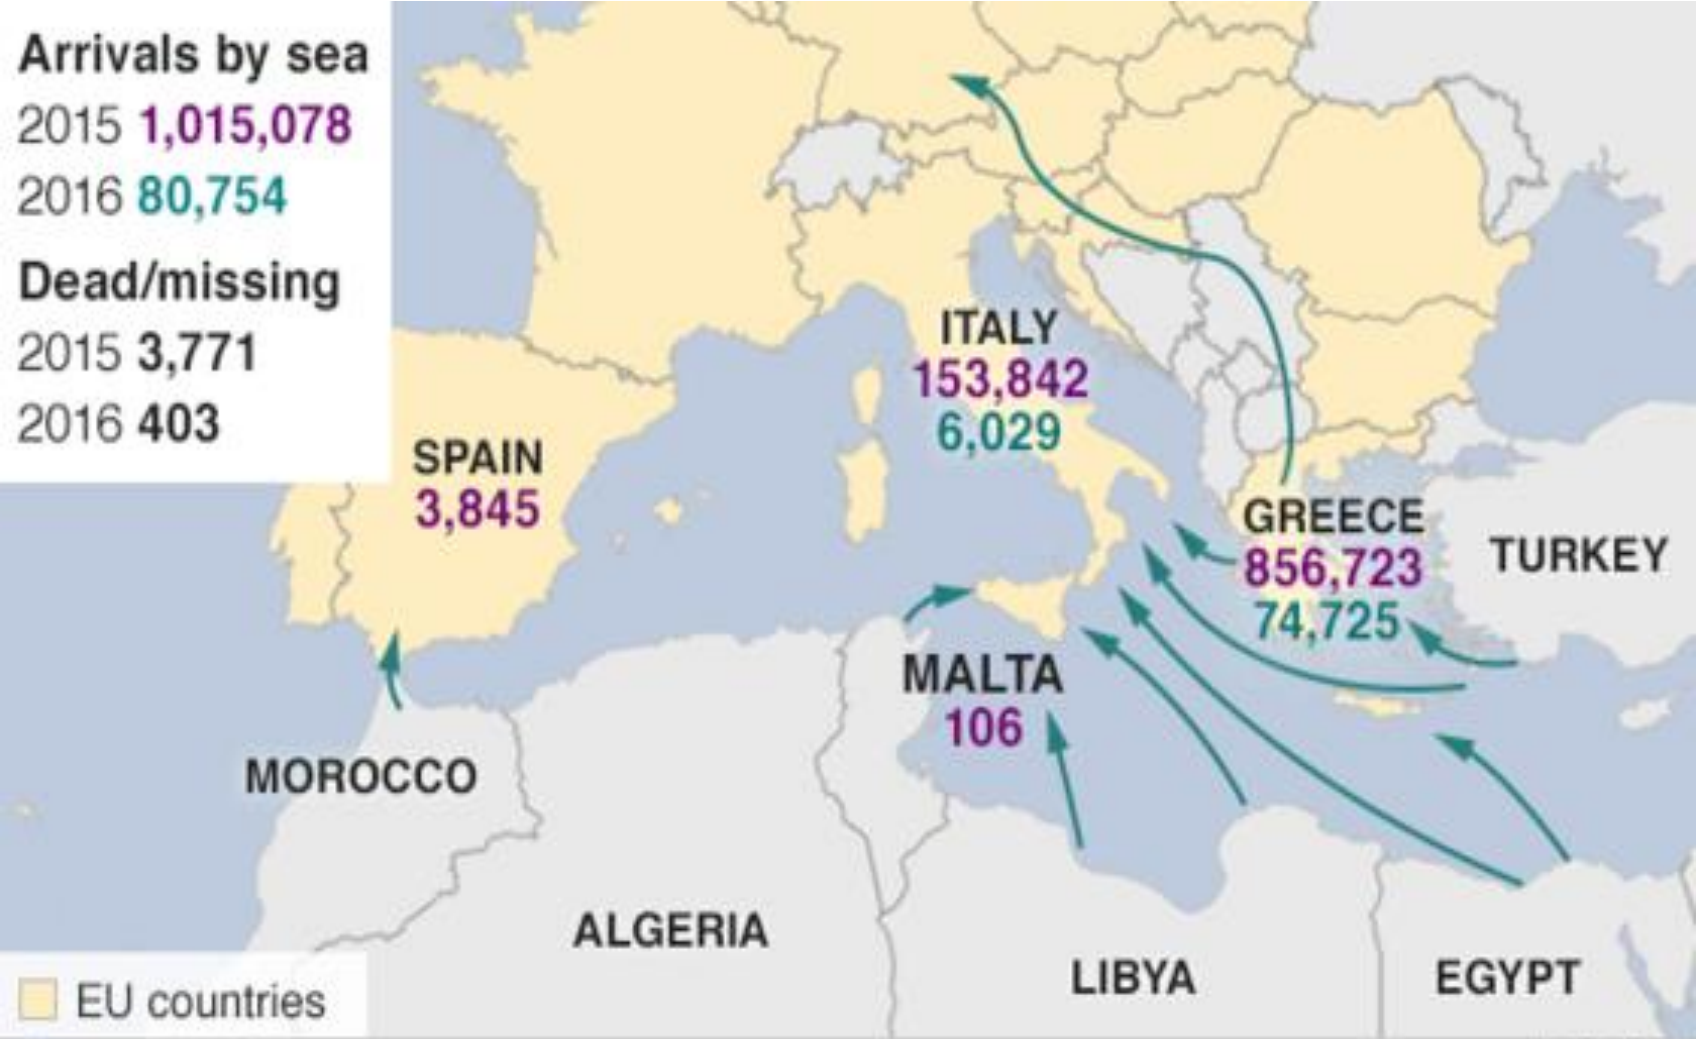 Arrivals by sea
2015 1,015,078
2016 80,754
Dead/missing
2015 3,771
2016 403
ITALY
153,842
6,029
SPAIN
3,845
GREECE
856,723
74,725
TURKEY
MALTA
106
MOROCCO
ALGERIA
LIBYA
EGYPT
EU countries